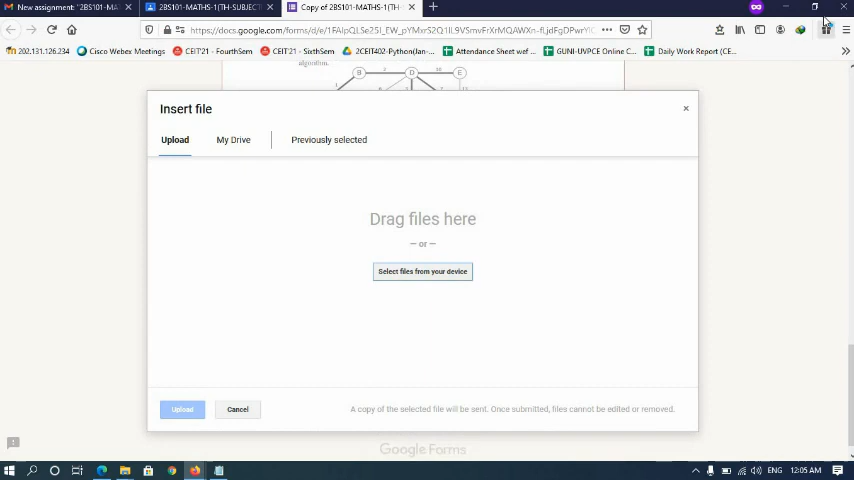 New assignment: "2BS101-MA
2BS101-MATHS-1(TH-SUBJECT
Copy of 2BS101-MATHS-1(TH-
https://docs.google.com/forms/d/e/
202.131.126.234
Cisco Webex Meetings
CEIT'21 - FourthSem
CEIT'21 - SixthSem
2CEIT402-Python(Jan-
Attendance Sheet wef ...
GUNI-UVPCE Online C...
Daily Work Report (CE...
algorithm.
B 2 D 10 E
Insert file
Upload My Drive Previously selected
Drag files here
— or —
Select files from your device
Upload Cancel A copy of the selected file will be sent. Once submitted, files cannot be edited or removed.
Google Forms
ENG 12:05 AM